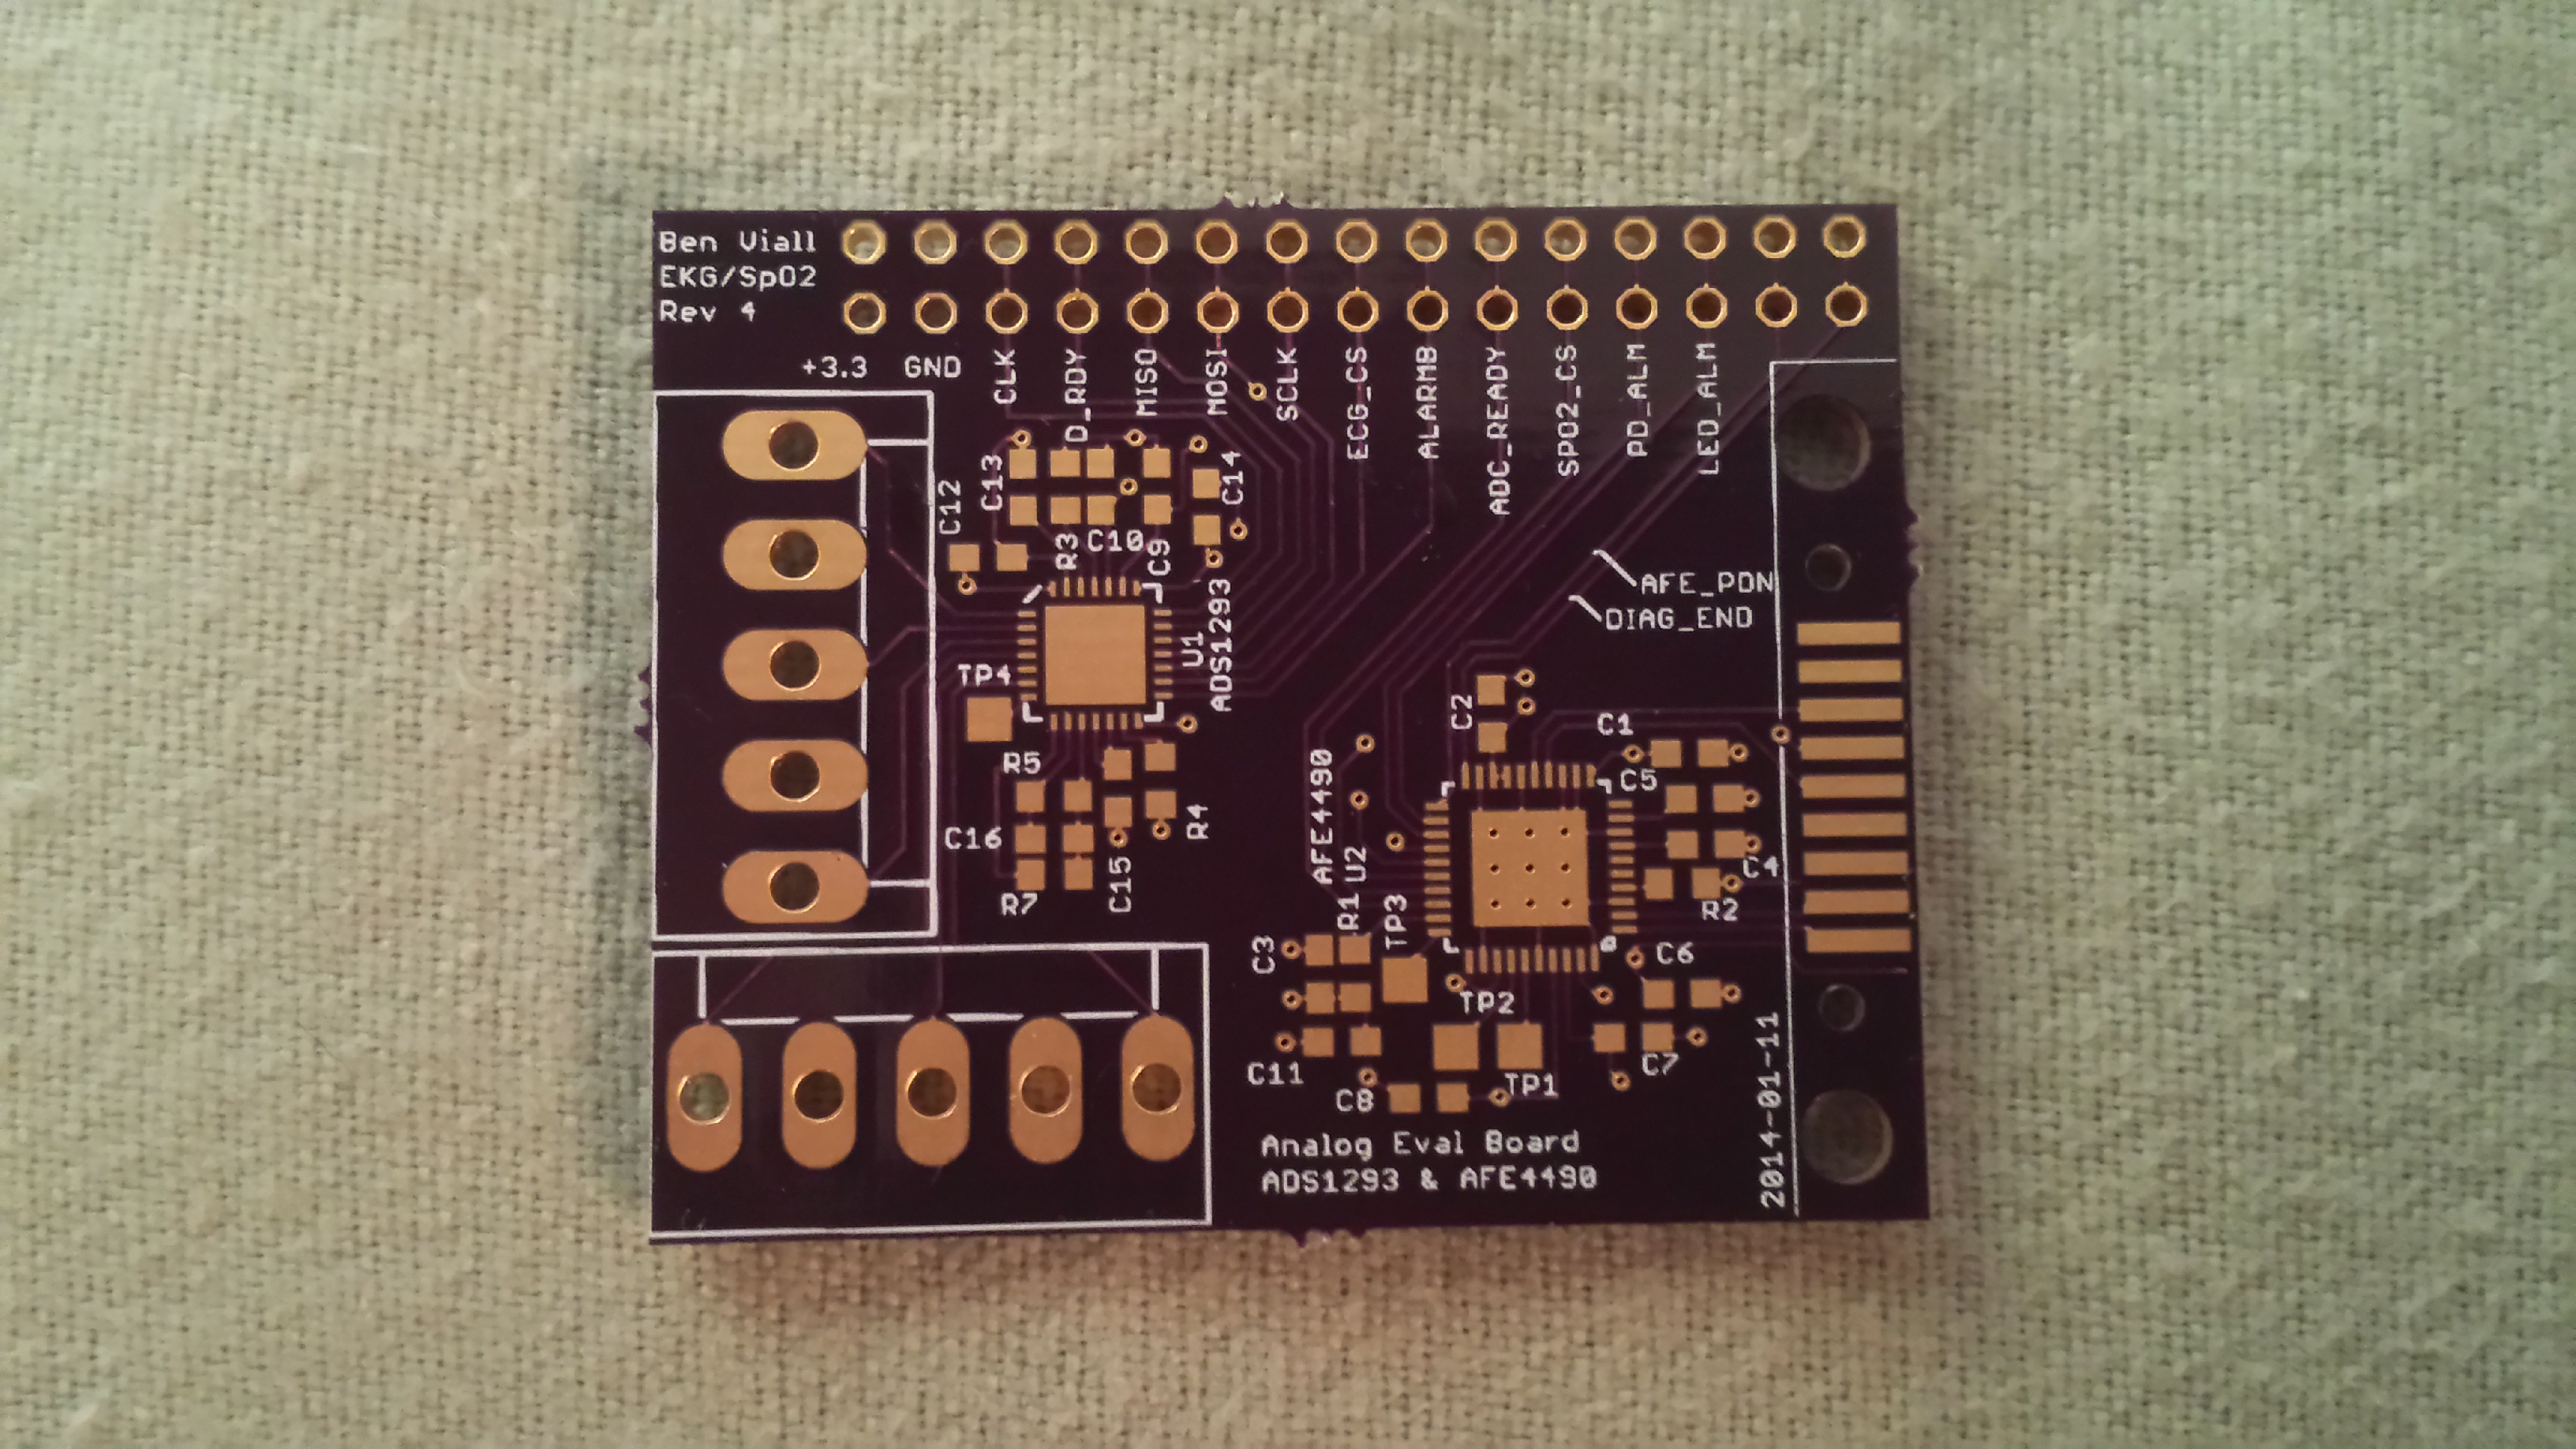 Ben Viall
EKG/SpO2
Rev 4
+3.3
GND
CLK
D_RDY
MISO
MOSI
SCLK
ECG_CS
ALARMB
ADC_READY
SPO2_CS
PD_ALM
LED_ALM
C12
C13
R3
C10
C9
C14
U1
ADS1293
TP4
R5
C16
R7
C15
R4
AFE_PDN
DIAG_END
C2
C1
C5
C4
R2
AFE4490
U2
R1
TP3
C3
C6
TP2
C11
C8
TP1
C7
Analog Eval Board
ADS1293 & AFE4490
2014-01-11